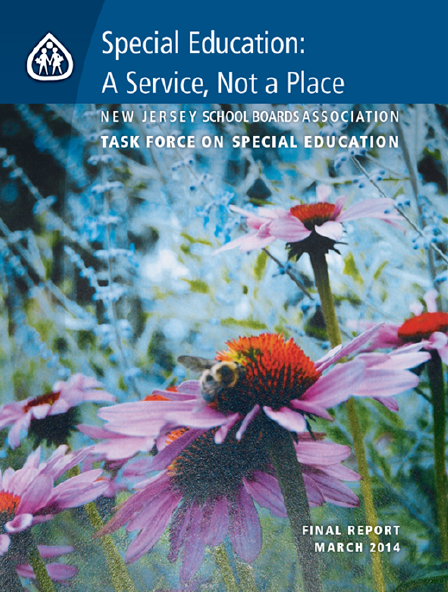 Special Education:
A Service, Not a Place
NEW JERSEY SCHOOL BOARDS ASSOCIATION
TASK FORCE ON SPECIAL EDUCATION
FINAL REPORT
MARCH 2014